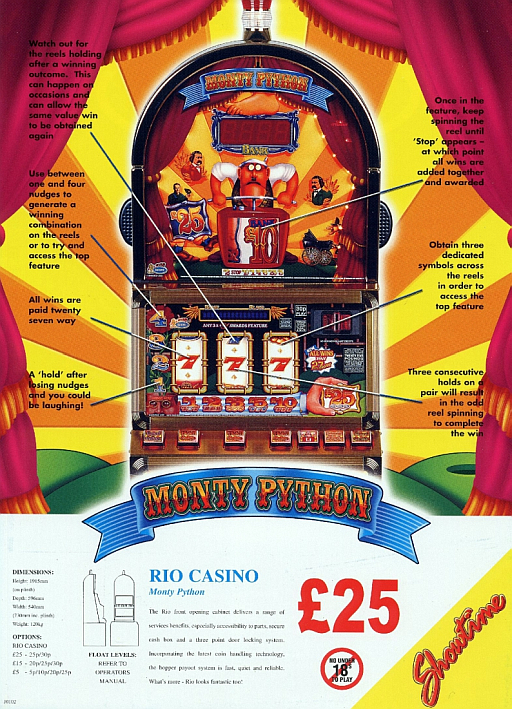 Watch out for
the reels holding
after a winning
outcome. This
can happen on
occasions and
can allow the
same value win
to be obtained
again
Use between
one and four
nudges to
generate a
winning
combination
on the reels
or to try and
access the top
feature
All wins are
paid twenty
seven way
A 'hold' after
losing nudges
and you could
be laughing!
Once in the
feature, keep
spinning the
reel until
'Stop' appears –
at which point
all wins are
added together
and awarded
Obtain three
dedicated
symbols across
the reels
in order to
access the
top feature
Three consecutive
holds on a
pair will result
in the odd
reel spinning
to complete
the win
MONTY PYTHON
BANK
£20
£10
STOP
7 7 7
MONTY PYTHON
DIMENSIONS:
Height: 1905mm
(no plinth)
Depth: 596mm
Width: 540mm
Weight: 120kg
OPTIONS:
RIO CASINO
£25 - 25p/30p
£15 - 20p/25p/30p
£5 - 5p/10p/20p/25p
FLOAT LEVELS:
REFER TO
OPERATORS
MANUAL
RIO CASINO
Monty Python
The Rio front opening cabinet delivers a range of
services benefits, especially accessibility to parts, secure
cash box and a three point door locking system.
Incorporating the latest coin handling technology,
the hopper payout system is fast, quiet and reliable.
What's more - Rio looks fantastic too!
£25
NO UNDER
18's
TO PLAY
Showtime